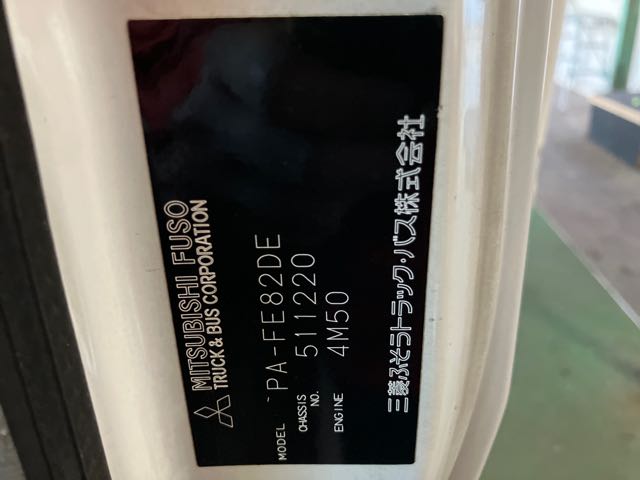 MITSUBISHI FUSO
TRUCK & BUS CORPORATION
MODEL PA-FE82DE
CHASSIS NO. 511220
ENGINE 4M50
三菱ふそうトラック・バス株式会社